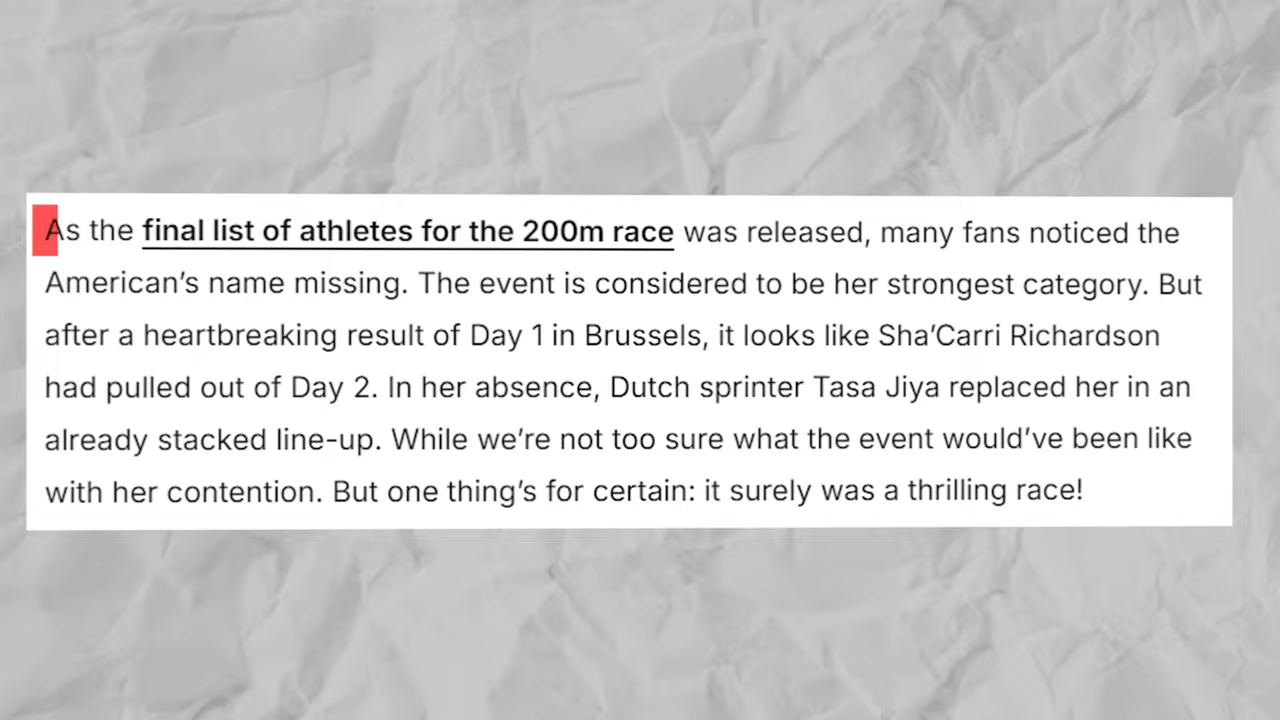 As the final list of athletes for the 200m race was released, many fans noticed the
American’s name missing. The event is considered to be her strongest category. But
after a heartbreaking result of Day 1 in Brussels, it looks like Sha’Carri Richardson
had pulled out of Day 2. In her absence, Dutch sprinter Tasa Jiya replaced her in an
already stacked line-up. While we’re not too sure what the event would’ve been like
with her contention. But one thing’s for certain: it surely was a thrilling race!